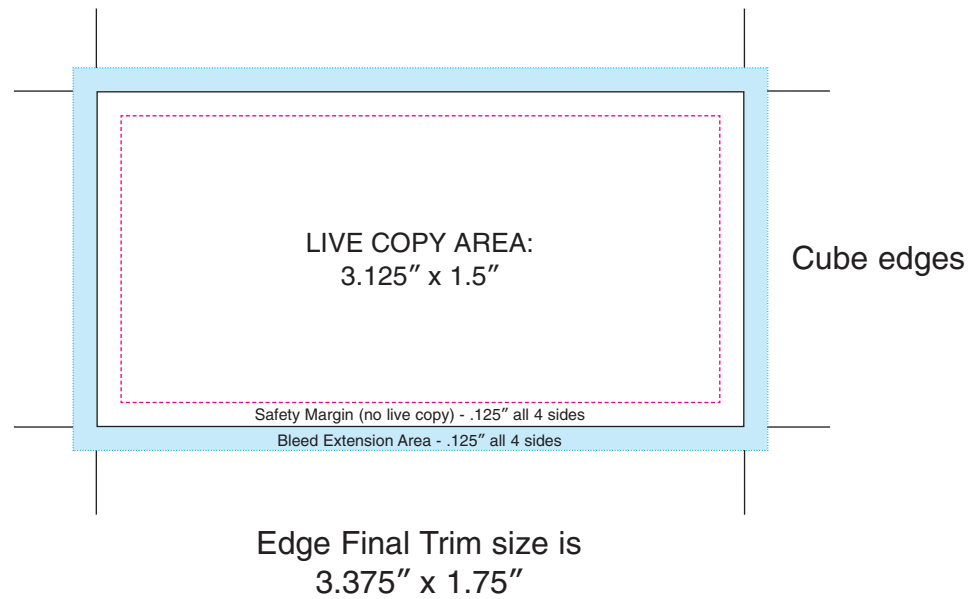 LIVE COPY AREA:
3.125″ x 1.5″
Cube edges
Safety Margin (no live copy) - .125″ all 4 sides
Bleed Extension Area - .125″ all 4 sides
Edge Final Trim size is
3.375″ x 1.75″